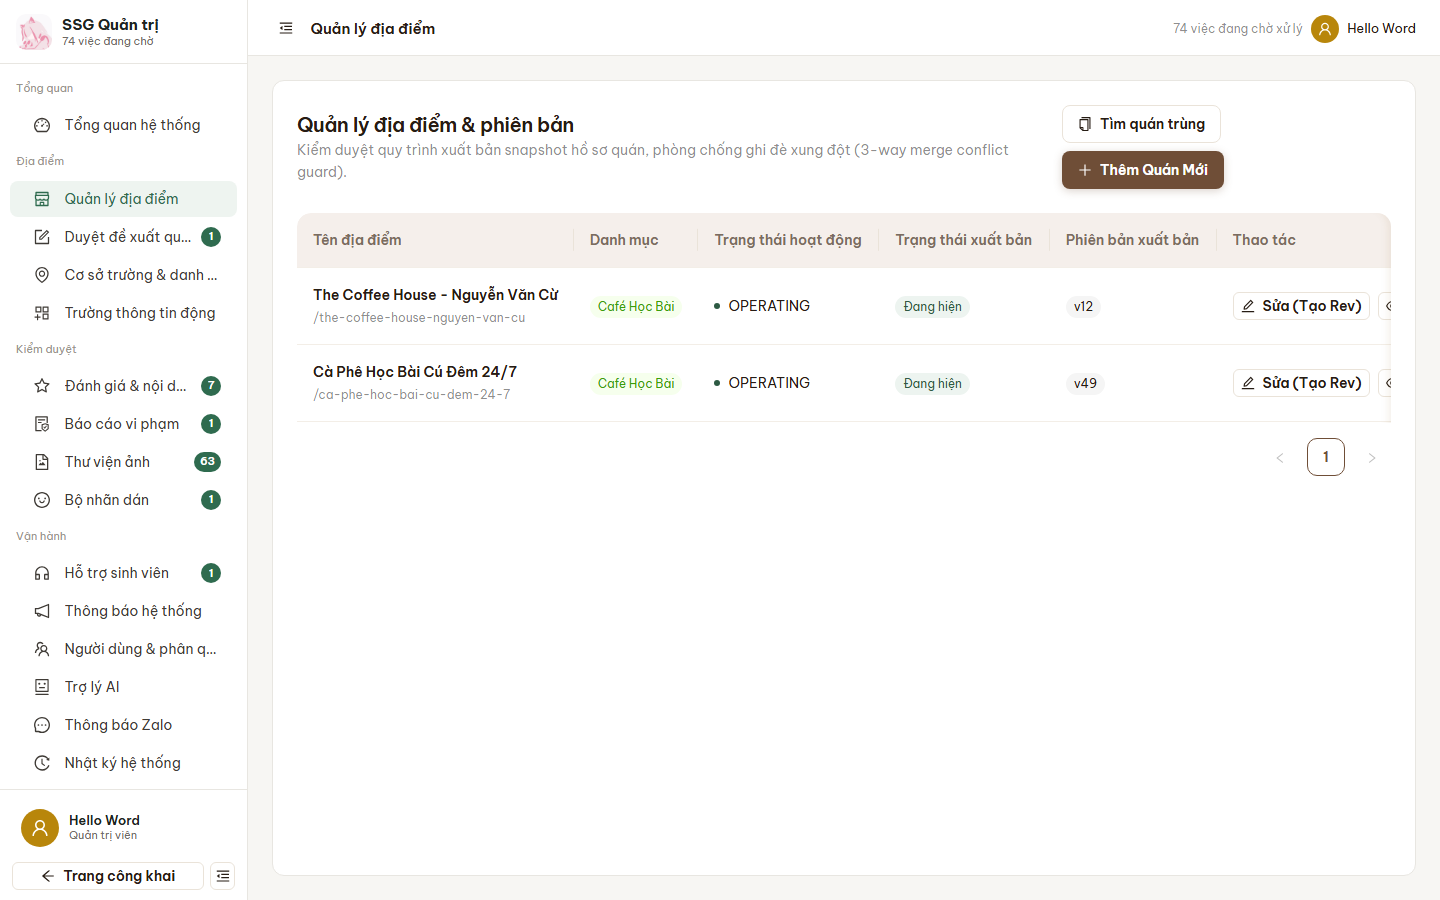 SSG Quản trị
74 việc đang chờ
Tổng quan
Tổng quan hệ thống
Địa điểm
Quản lý địa điểm
Duyệt đề xuất qu... 1
Cơ sở trường & danh ...
Trường thông tin động
Kiểm duyệt
Đánh giá & nội d... 7
Báo cáo vi phạm 1
Thư viện ảnh 63
Bộ nhãn dán 1
Vận hành
Hỗ trợ sinh viên 1
Thông báo hệ thống
Người dùng & phân q...
Trợ lý AI
Thông báo Zalo
Nhật ký hệ thống
Hello Word
Quản trị viên
Trang công khai
Quản lý địa điểm
74 việc đang chờ xử lý Hello Word
Quản lý địa điểm & phiên bản
Kiểm duyệt quy trình xuất bản snapshot hồ sơ quán, phòng chống ghi đè xung đột (3-way merge conflict
guard).
Tìm quán trùng
Thêm Quán Mới
Tên địa điểm Danh mục Trạng thái hoạt động Trạng thái xuất bản Phiên bản xuất bản Thao tác
The Coffee House - Nguyễn Văn Cừ
/the-coffee-house-nguyen-van-cu
Café Học Bài OPERATING Đang hiện v12 Sửa (Tạo Rev)
Cà Phê Học Bài Cú Đêm 24/7
/ca-phe-hoc-bai-cu-dem-24-7
Café Học Bài OPERATING Đang hiện v49 Sửa (Tạo Rev)
1